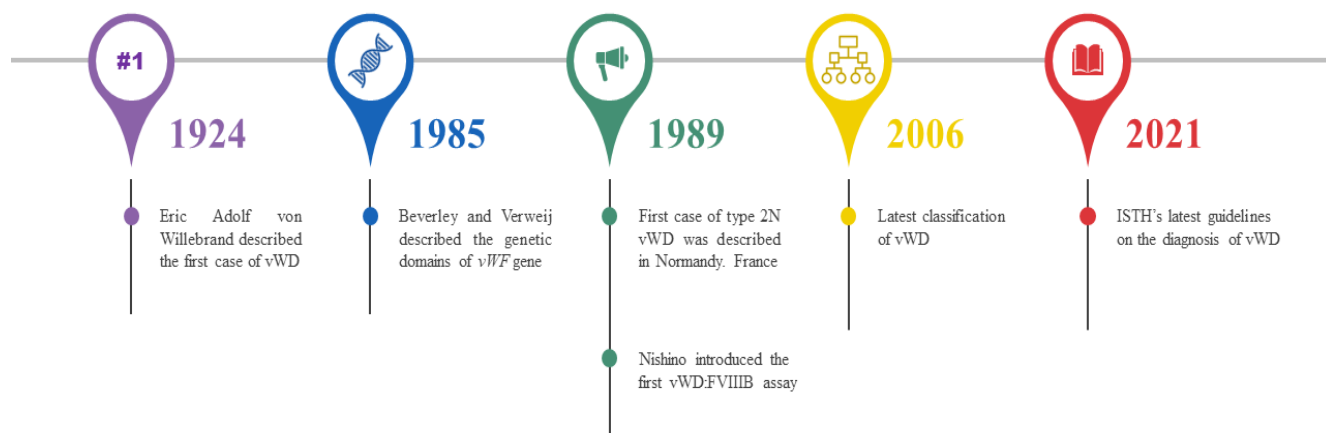 #1
1924
Eric Adolf von
Willebrand described
the first case of vWD
1985
Beverley and Verweij
described the genetic
domains of vWF gene
1989
First case of type 2N
vWD was described
in Normandy. France
Nishino introduced the
first vWD:FVIIIB assay
2006
Latest classification
of vWD
2021
ISTH's latest guidelines
on the diagnosis of vWD